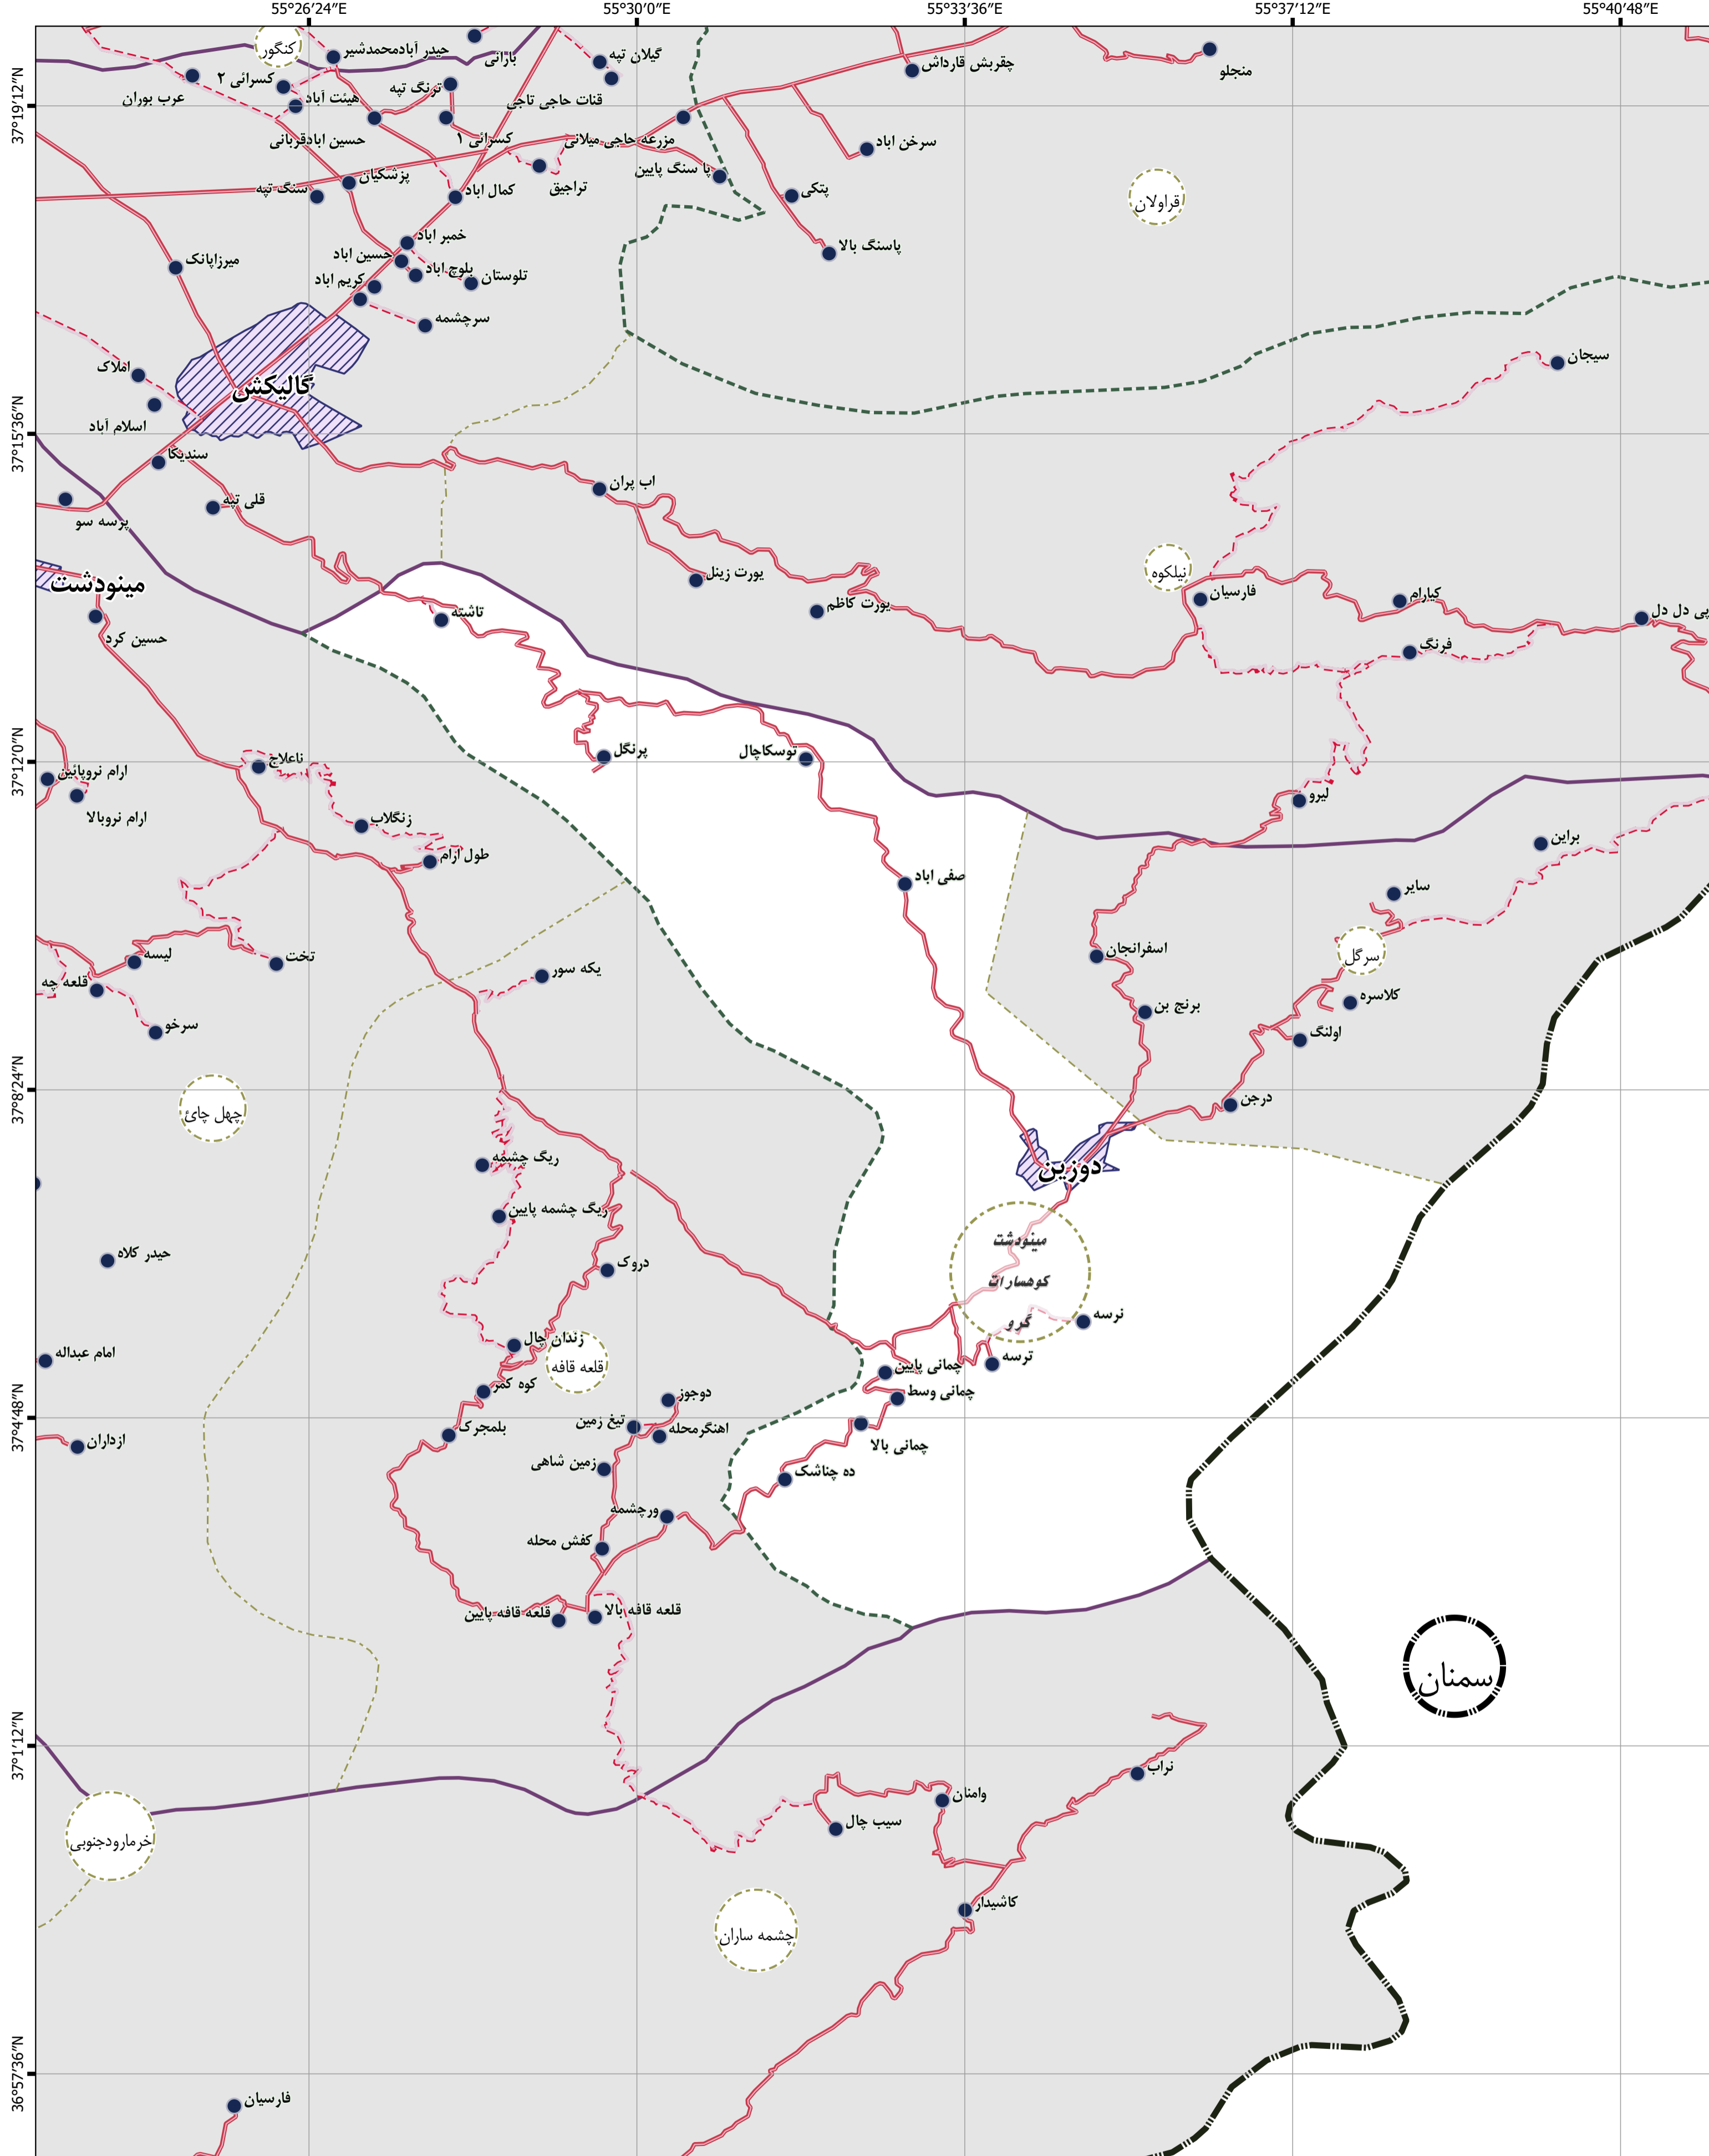 55°26′24″E
55°30′0″E
55°33′36″E
55°37′12″E
55°40′48″E
37°19′12″N
37°15′36″N
37°12′0″N
37°8′24″N
37°4′48″N
37°1′12″N
36°57′36″N
کنگور
حیدر آبادمحمدشیر
بارانی
گیلان تپه
چقربش قارداش
منجلو
عرب بوران
کسرائی ۲
هیئت آباد
ترنگ تپه
قنات حاجی تاجی
حسین ابادقربانی
کسرائی ۱
مزرعه حاجی میلانی
سرخن اباد
سنگ تپه
پزشکیان
کمال اباد
تراجیق
پا سنگ پایین
پتکی
قراولان
میرزاپانک
خمبر اباد
حسین اباد
بلوچ اباد
تلوستان
پاسنگ بالا
کریم اباد
سرچشمه
املاک
گالیکش
سیجان
اسلام آباد
سندیکا
پرسه سو
قلی تپه
اب پران
مینودشت
یورت زینل
نیلکوه
حسین کرد
تاشته
یورت کاظم
فارسیان
کیارام
پی دل دل
فرنگ
پرنگل
توسکاچال
ارام نروپائین
ناعلاج
لیرو
ارام نروبالا
زنگلاب
طول ارام
صفی اباد
براین
سایر
لیسه
تخت
یکه سور
اسفرانجان
سرگل
قلعه چه
سرخو
برنج بن
کلاسره
اولنگ
چهل چائ
درجن
ریگ چشمه
دوزین
ریگ چشمه پایین
مینودشت
کوهسارات
گرو
حیدر کلاه
دروک
نرسه
امام عبداله
زندان چال
قلعه قافه
ترسه
چمانی پایین
کوه کمر
دوجوز
چمانی وسط
ازداران
بلمجرک
تیغ زمین
اهنگرمحله
چمانی بالا
زمین شاهی
ده چناشک
ورچشمه
کفش محله
قلعه قافه پایین
قلعه قافه بالا
سمنان
نراب
وامنان
سیب چال
خرمارودجنوبی
کاشیدار
چشمه ساران
فارسیان